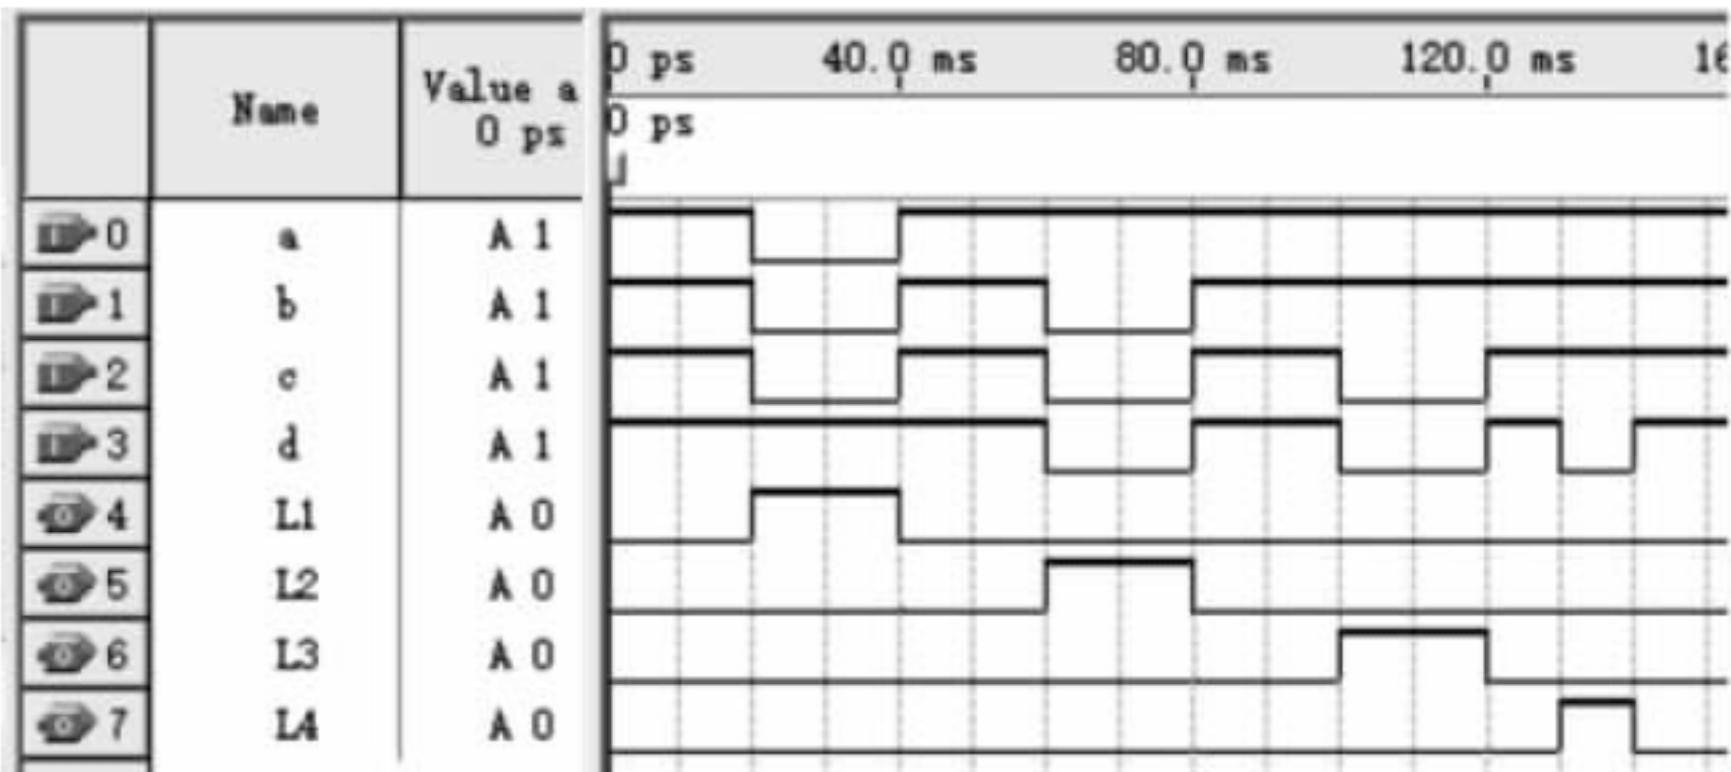 Name
Value a
0 ps
0 ps 40.0 ms 80.0 ms 120.0 ms 16
0 ps
0 a A 1
1 b A 1
2 c A 1
3 d A 1
4 L1 A 0
5 L2 A 0
6 L3 A 0
7 L4 A 0